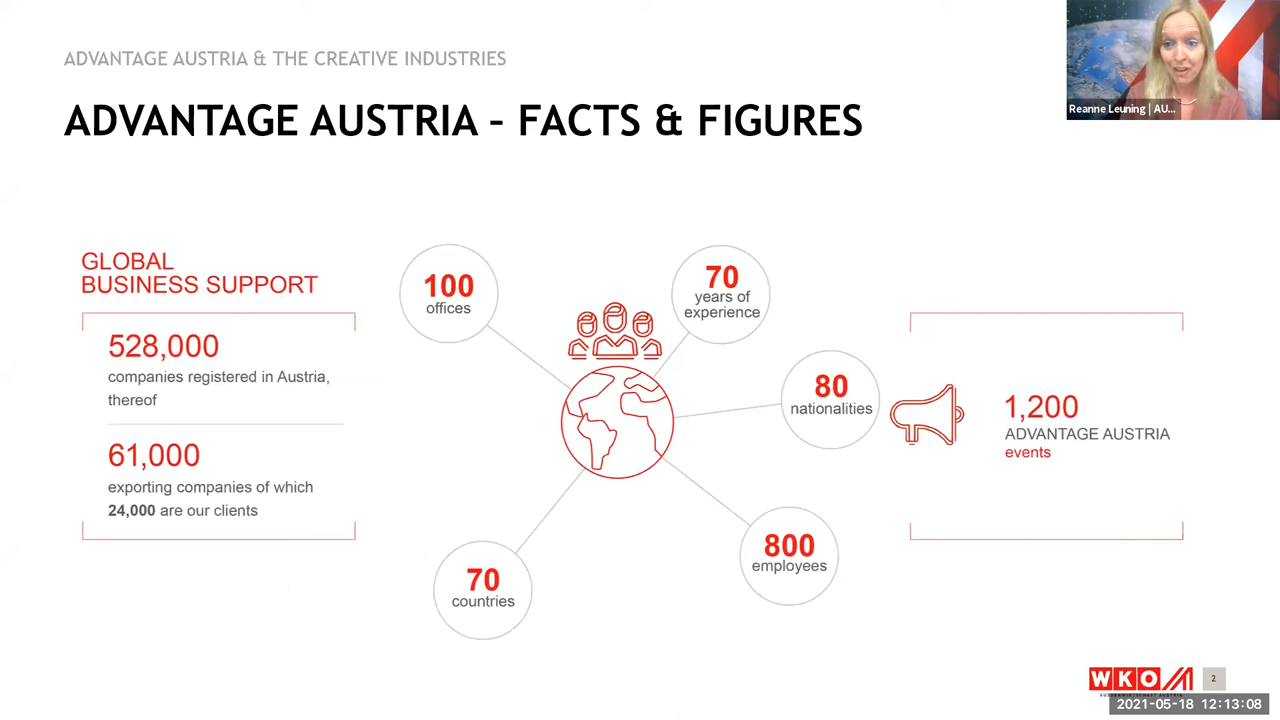 ADVANTAGE AUSTRIA & THE CREATIVE INDUSTRIES
ADVANTAGE AUSTRIA – FACTS & FIGURES
Reanne Leuning | AU...
GLOBAL
BUSINESS SUPPORT
528,000
companies registered in Austria,
thereof
61,000
exporting companies of which
24,000 are our clients
100
offices
70
years of
experience
80
nationalities
800
employees
70
countries
1,200
ADVANTAGE AUSTRIA
events
WKO
AUSSENWIRTSCHAFT AUSTRIA
2
2021-05-18 12:13:08